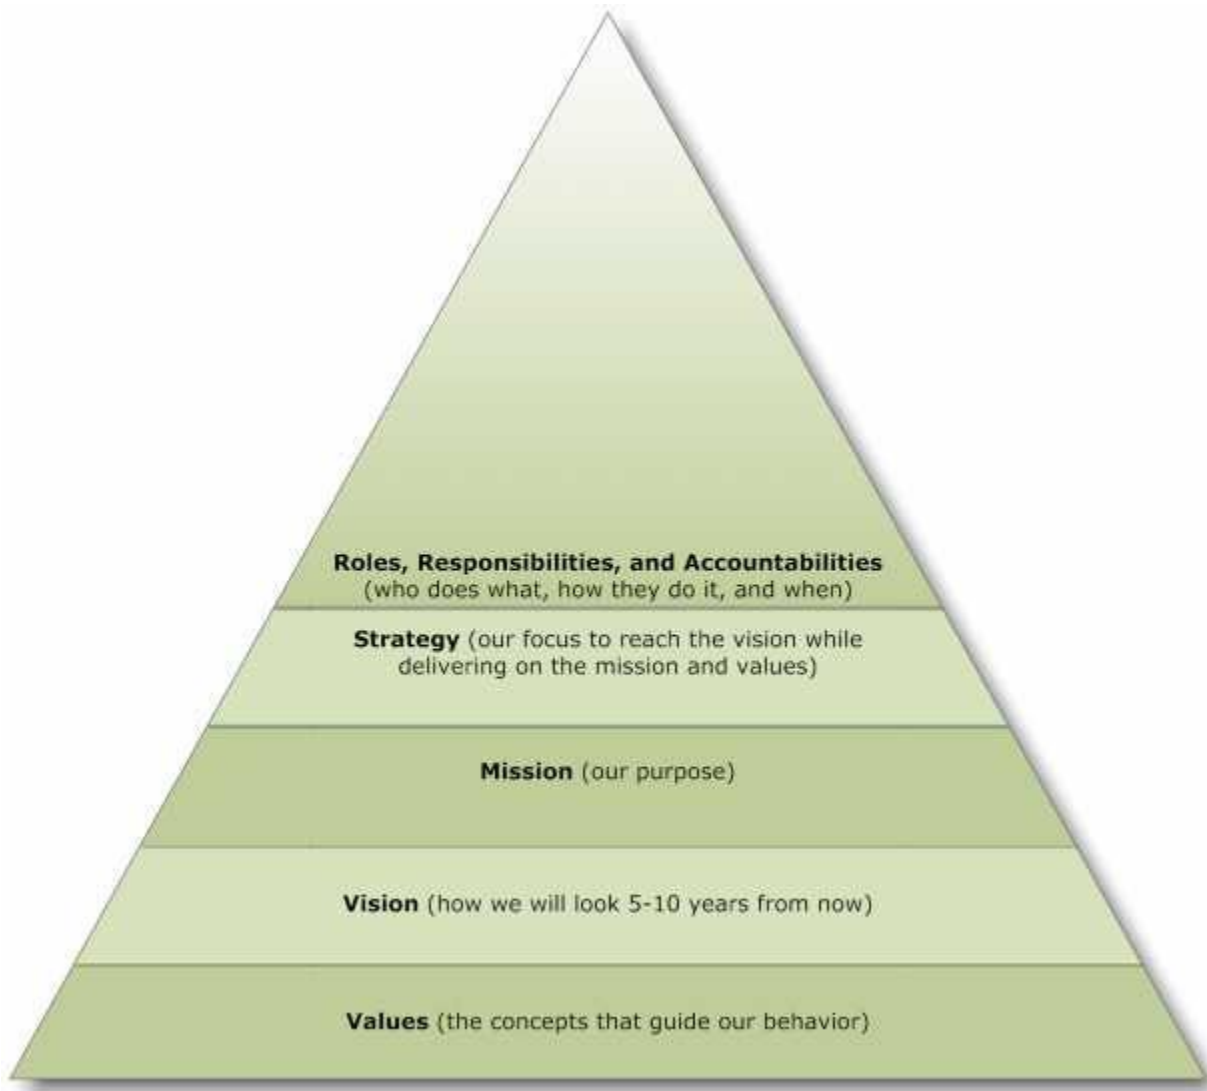 Roles, Responsibilities, and Accountabilities
(who does what, how they do it, and when)
Strategy (our focus to reach the vision while
delivering on the mission and values)
Mission (our purpose)
Vision (how we will look 5-10 years from now)
Values (the concepts that guide our behavior)